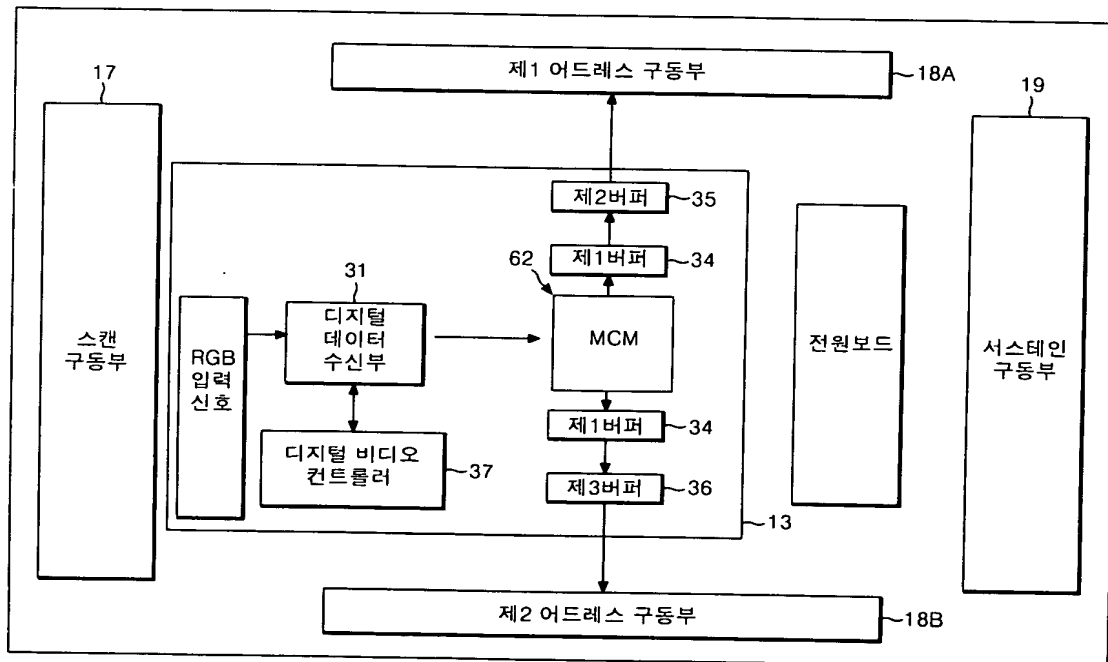 제1 어드레스 구동부
18A
17
19
제2버퍼
35
제1버퍼
34
62
31
디지털
데이터
수신부
MCM
스캔
구동부
RGB
입력
신호
전원보드
서스테인
구동부
제1버퍼
34
디지털 비디오
컨트롤러
37
제3버퍼
36
13
제2 어드레스 구동부
18B